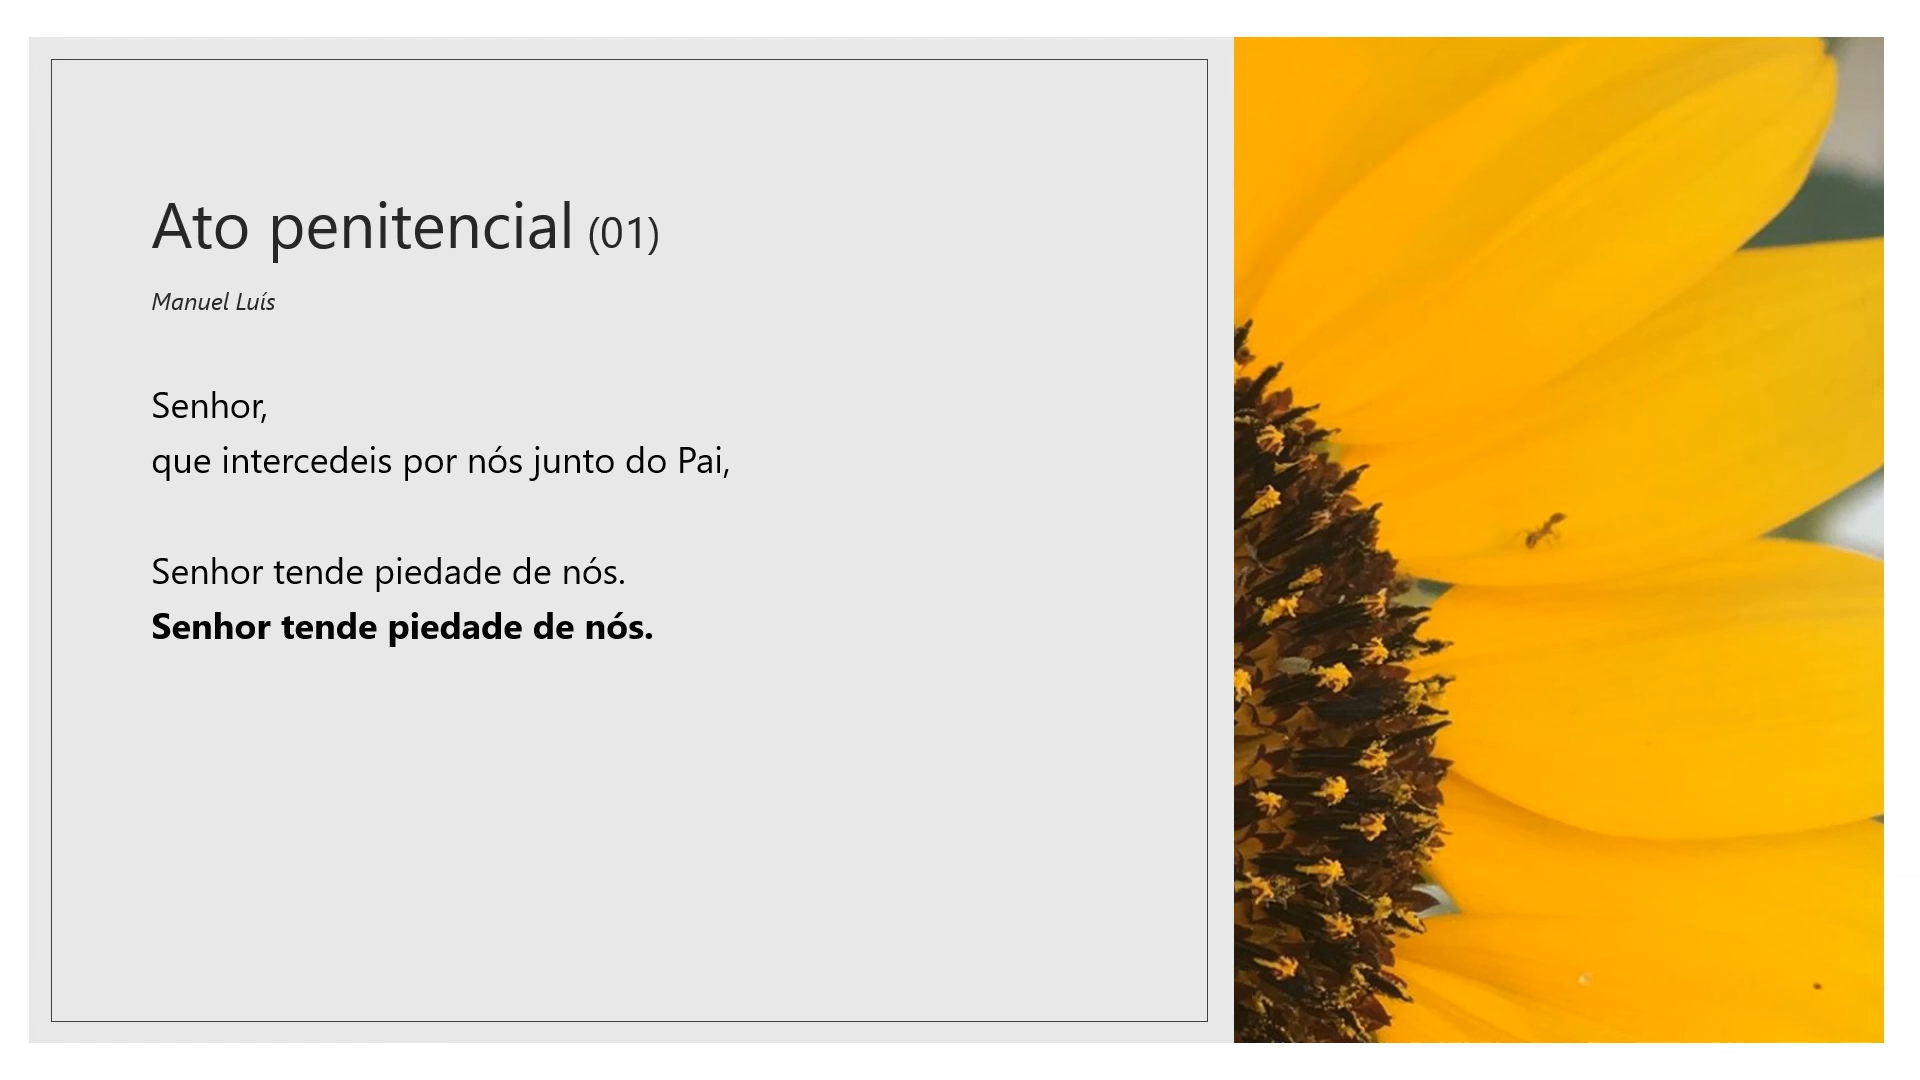 Ato penitencial (01)
Manuel Luís
Senhor,
que intercedeis por nós junto do Pai,
Senhor tende piedade de nós.
Senhor tende piedade de nós.